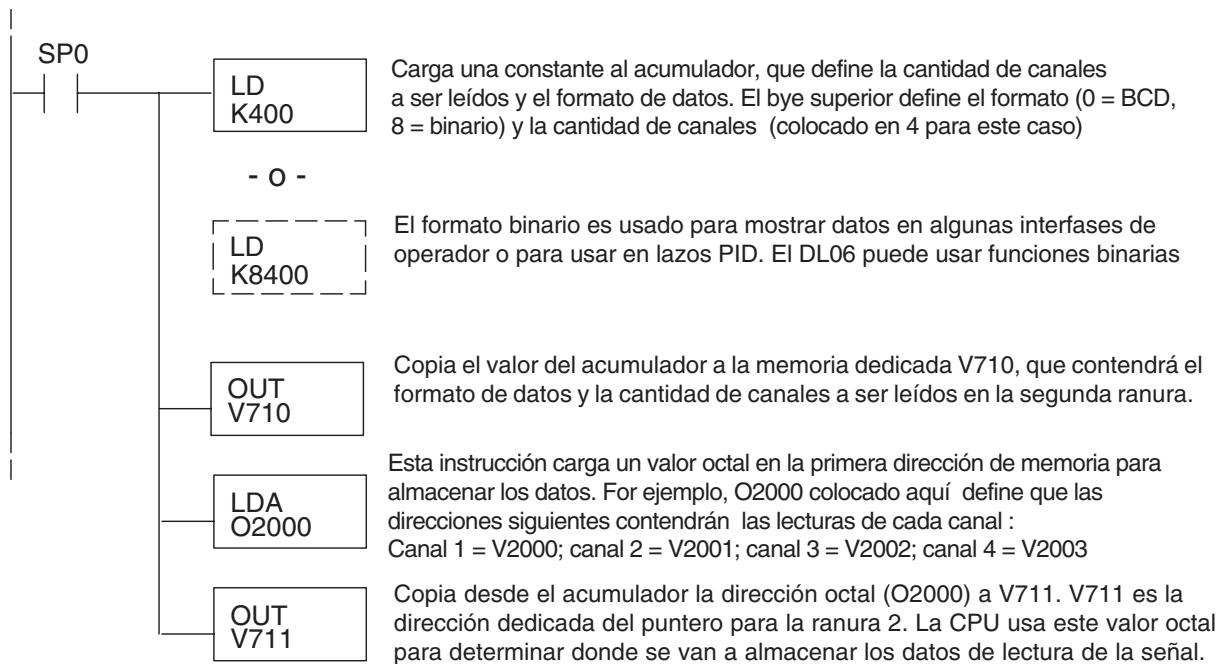 SP0
LD
K400
Carga una constante al acumulador, que define la cantidad de canales
a ser leídos y el formato de datos. El bye superior define el formato (0 = BCD,
8 = binario) y la cantidad de canales (colocado en 4 para este caso)
- o -
LD
K8400
El formato binario es usado para mostrar datos en algunas interfases de
operador o para usar en lazos PID. El DL06 puede usar funciones binarias
OUT
V710
Copia el valor del acumulador a la memoria dedicada V710, que contendrá el
formato de datos y la cantidad de canales a ser leídos en la segunda ranura.
LDA
O2000
Esta instrucción carga un valor octal en la primera dirección de memoria para
almacenar los datos. For ejemplo, O2000 colocado aquí define que las
direcciones siguientes contendrán las lecturas de cada canal :
Canal 1 = V2000; canal 2 = V2001; canal 3 = V2002; canal 4 = V2003
OUT
V711
Copia desde el acumulador la dirección octal (O2000) a V711. V711 es la
dirección dedicada del puntero para la ranura 2. La CPU usa este valor octal
para determinar donde se van a almacenar los datos de lectura de la señal.